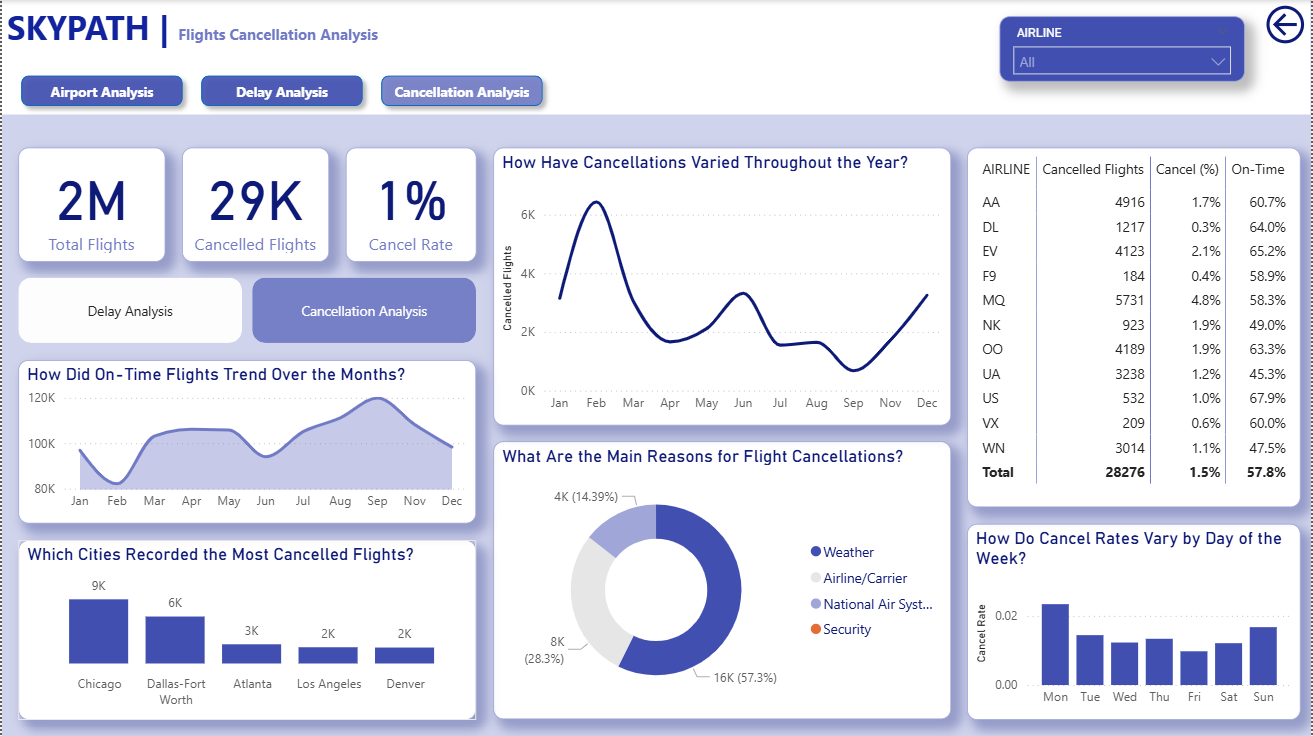 SKYPATH | Flights Cancellation Analysis
AIRLINE
All
Airport Analysis
Delay Analysis
Cancellation Analysis
2M
Total Flights
29K
Cancelled Flights
1%
Cancel Rate
Delay Analysis
Cancellation Analysis
How Did On-Time Flights Trend Over the Months?
120K
100K
80K
Jan Feb Mar Apr May Jun Jul Aug Sep Nov Dec
Which Cities Recorded the Most Cancelled Flights?
9K
6K
3K
2K
2K
Chicago
Dallas-Fort
Worth
Atlanta
Los Angeles
Denver
How Have Cancellations Varied Throughout the Year?
Cancelled Flights
6K
4K
2K
0K
Jan Feb Mar Apr May Jun Jul Aug Sep Nov Dec
What Are the Main Reasons for Flight Cancellations?
4K (14.39%)
8K
(28.3%)
16K (57.3%)
Weather
Airline/Carrier
National Air Syst...
Security
AIRLINE Cancelled Flights Cancel (%) On-Time
AA 4916 1.7% 60.7%
DL 1217 0.3% 64.0%
EV 4123 2.1% 65.2%
F9 184 0.4% 58.9%
MQ 5731 4.8% 58.3%
NK 923 1.9% 49.0%
OO 4189 1.9% 63.3%
UA 3238 1.2% 45.3%
US 532 1.0% 67.9%
VX 209 0.6% 60.0%
WN 3014 1.1% 47.5%
Total 28276 1.5% 57.8%
How Do Cancel Rates Vary by Day of the
Week?
Cancel Rate
0.02
0.00
Mon Tue Wed Thu Fri Sat Sun